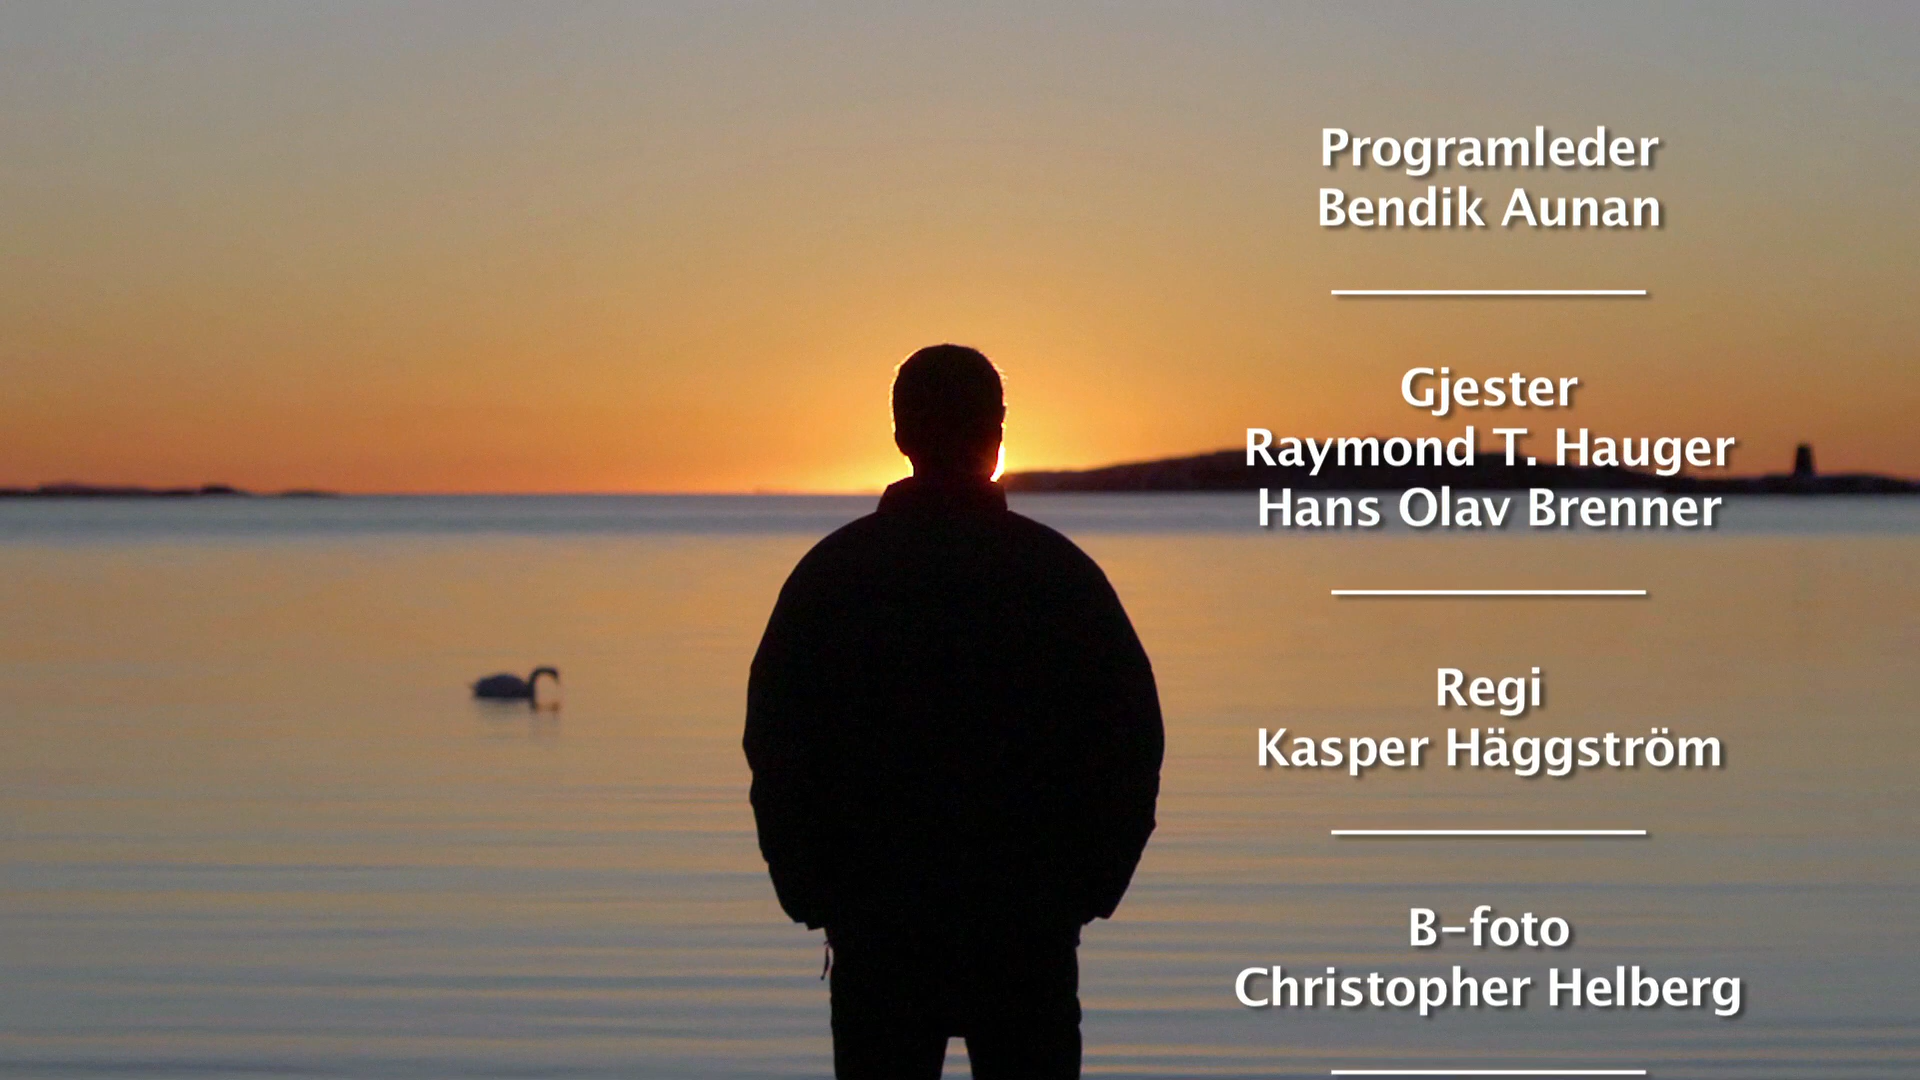 Programleder
Bendik Aunan
Gjester
Raymond T. Hauger
Hans Olav Brenner
Regi
Kasper Häggström
B-foto
Christopher Helberg